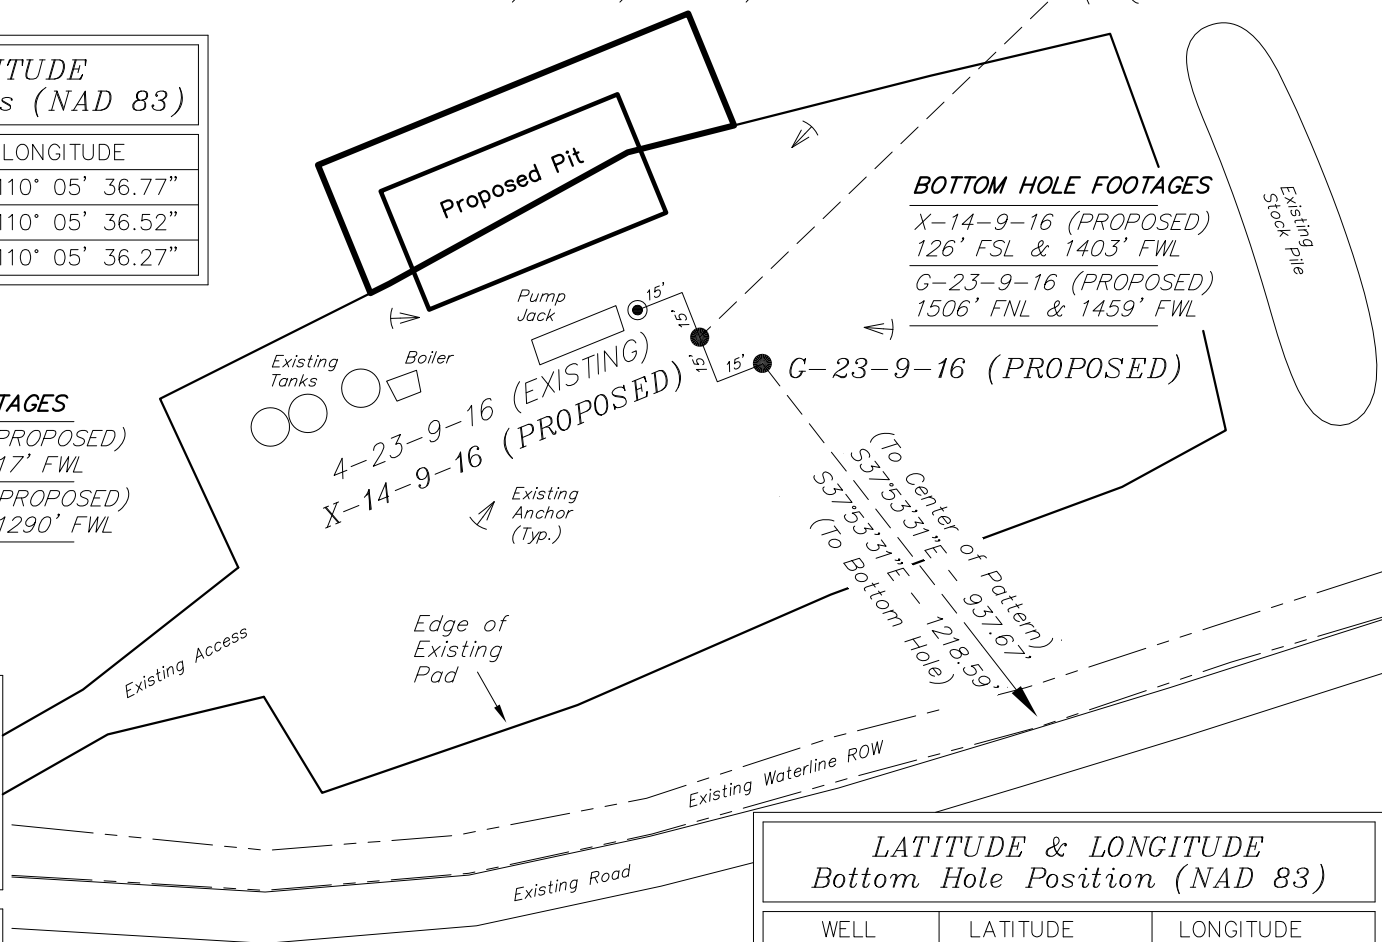 ITUDE
s (NAD 83)
LONGITUDE
110° 05' 36.77"
110° 05' 36.52"
110° 05' 36.27"
Proposed Pit
BOTTOM HOLE FOOTAGES
X-14-9-16 (PROPOSED)
126' FSL & 1403' FWL
G-23-9-16 (PROPOSED)
1506' FNL & 1459' FWL
Existing
Stock Pile
Pump
Jack
15'
15'
15'
15'
Existing
Tanks
Boiler
G-23-9-16 (PROPOSED)
4-23-9-16 (EXISTING)
X-14-9-16 (PROPOSED)
TAGES
PROPOSED)
17' FWL
PROPOSED)
1290' FWL
Existing
Anchor
(Typ.)
(To Center of Pattern)
S37°53'31"E - 937.67'
S37°53'31"E - 1218.59'
(To Bottom Hole)
Edge of
Existing
Pad
Existing Access
Existing Waterline ROW
Existing Road
LATITUDE & LONGITUDE
Bottom Hole Position (NAD 83)
WELL LATITUDE LONGITUDE